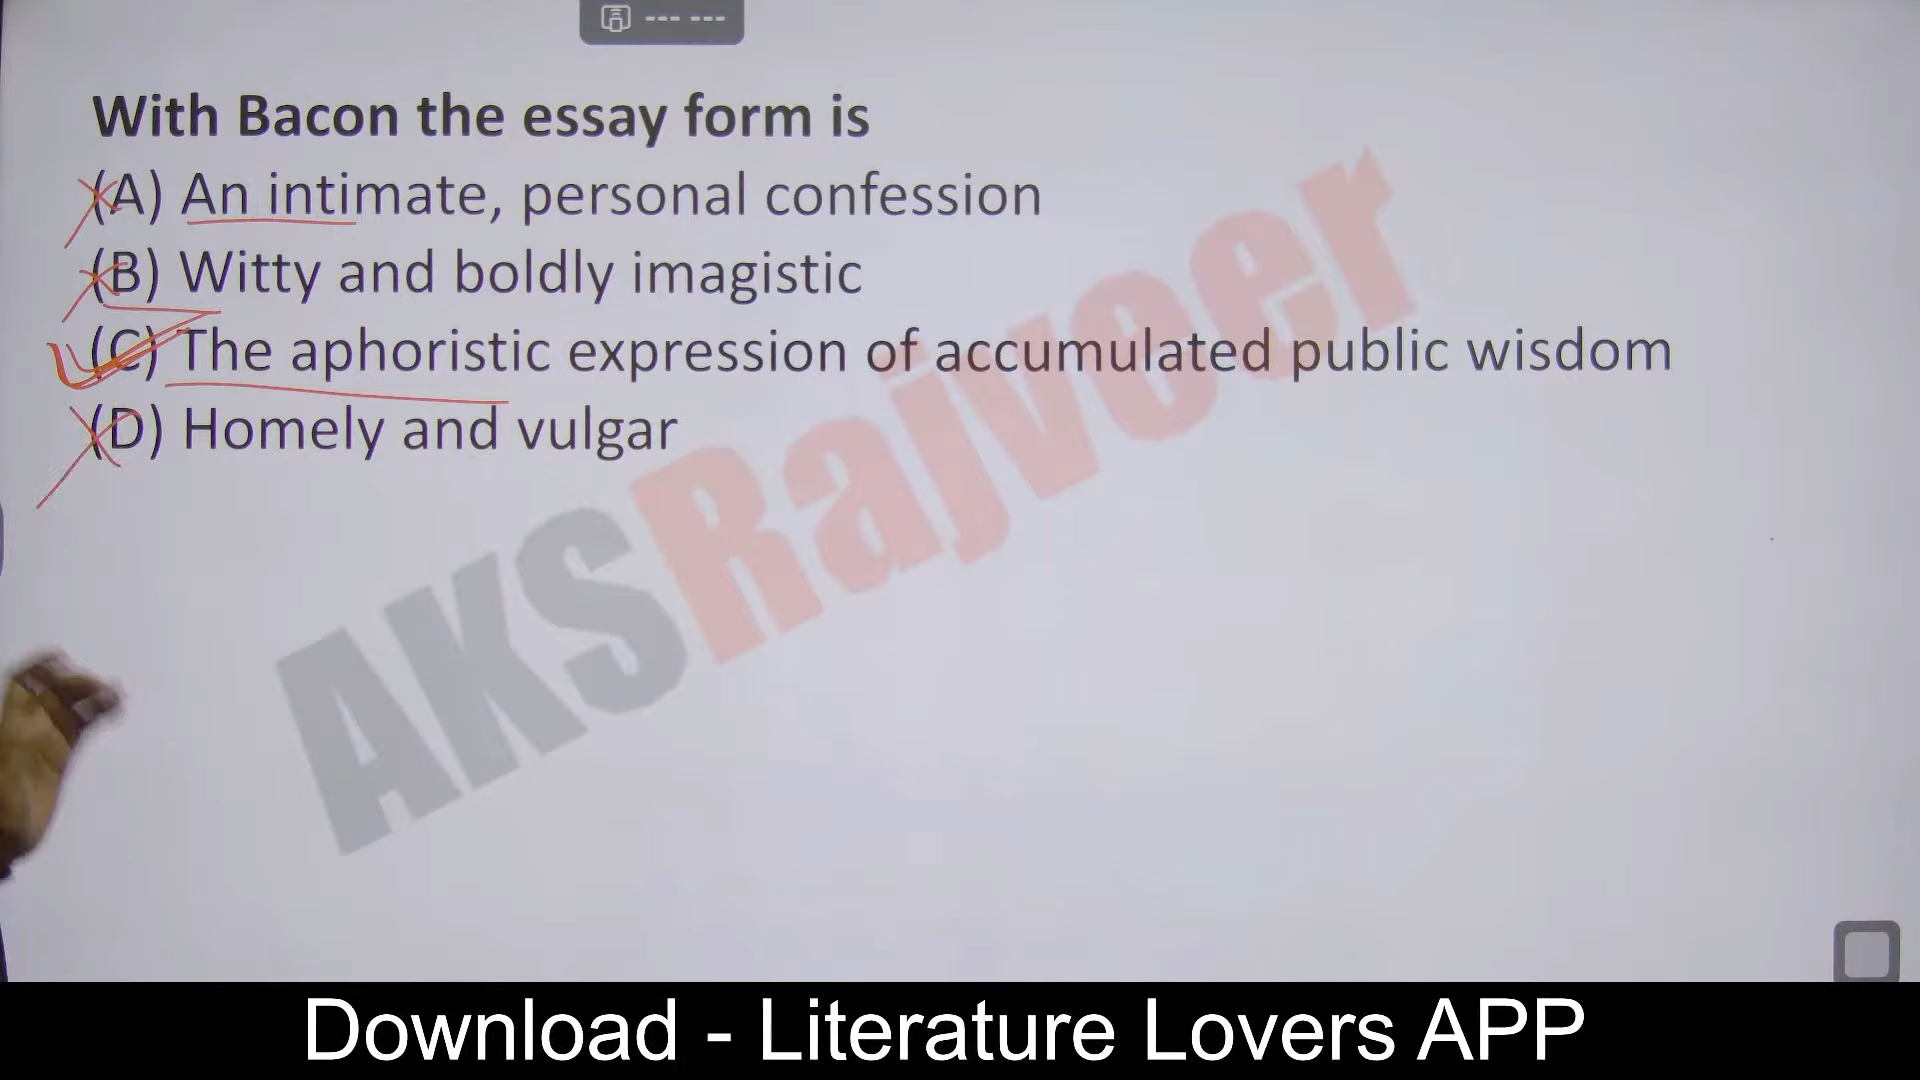 With Bacon the essay form is
(A) An intimate, personal confession
(B) Witty and boldly imagistic
(C) The aphoristic expression of accumulated public wisdom
(D) Homely and vulgar
AKSRajveer
Download - Literature Lovers APP